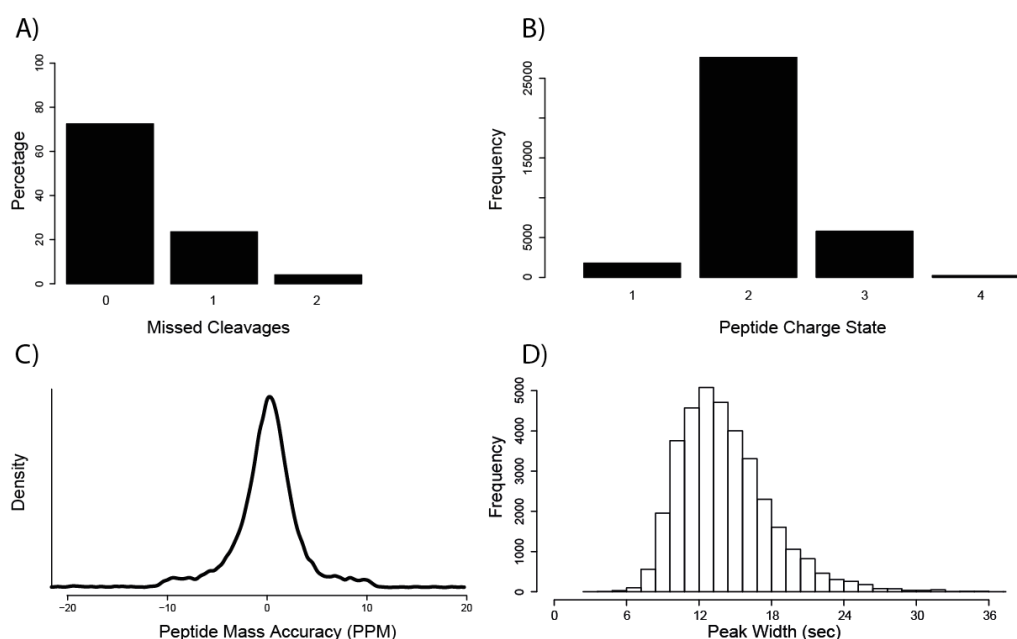 A)
Percetage
100
80
60
40
20
0
0 1 2
Missed Cleavages
B)
Frequency
25000
15000
5000
0
1 2 3 4
Peptide Charge State
C)
Density
−20 −10 0 10 20
Peptide Mass Accuracy (PPM)
D)
Frequency
5000
4000
3000
2000
1000
0
0 6 12 18 24 30 36
Peak Width (sec)